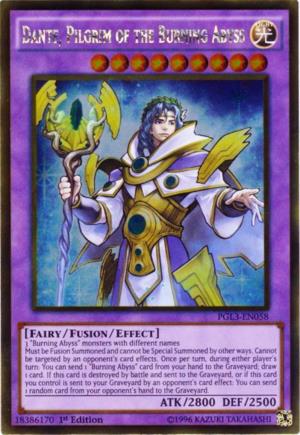 DANTE, PILGRIM OF THE BURNING ABYSS
LIGHT
光
PGL3-EN058
[FAIRY/FUSION/EFFECT]
3 "Burning Abyss" monsters with different names
Must be Fusion Summoned and cannot be Special Summoned by other ways. Cannot
be targeted by an opponent's card effects. Once per turn, during either player's
turn: You can send 1 "Burning Abyss" card from your hand to the Graveyard; draw
1 card. If this card is destroyed by battle and sent to the Graveyard, or if this card
you control is sent to your Graveyard by an opponent's card effect: You can send
a random card from your opponent's hand to the Graveyard.
ATK/2800 DEF/2500
18386170 1st Edition ©1996 KAZUKI TAKAHASHI